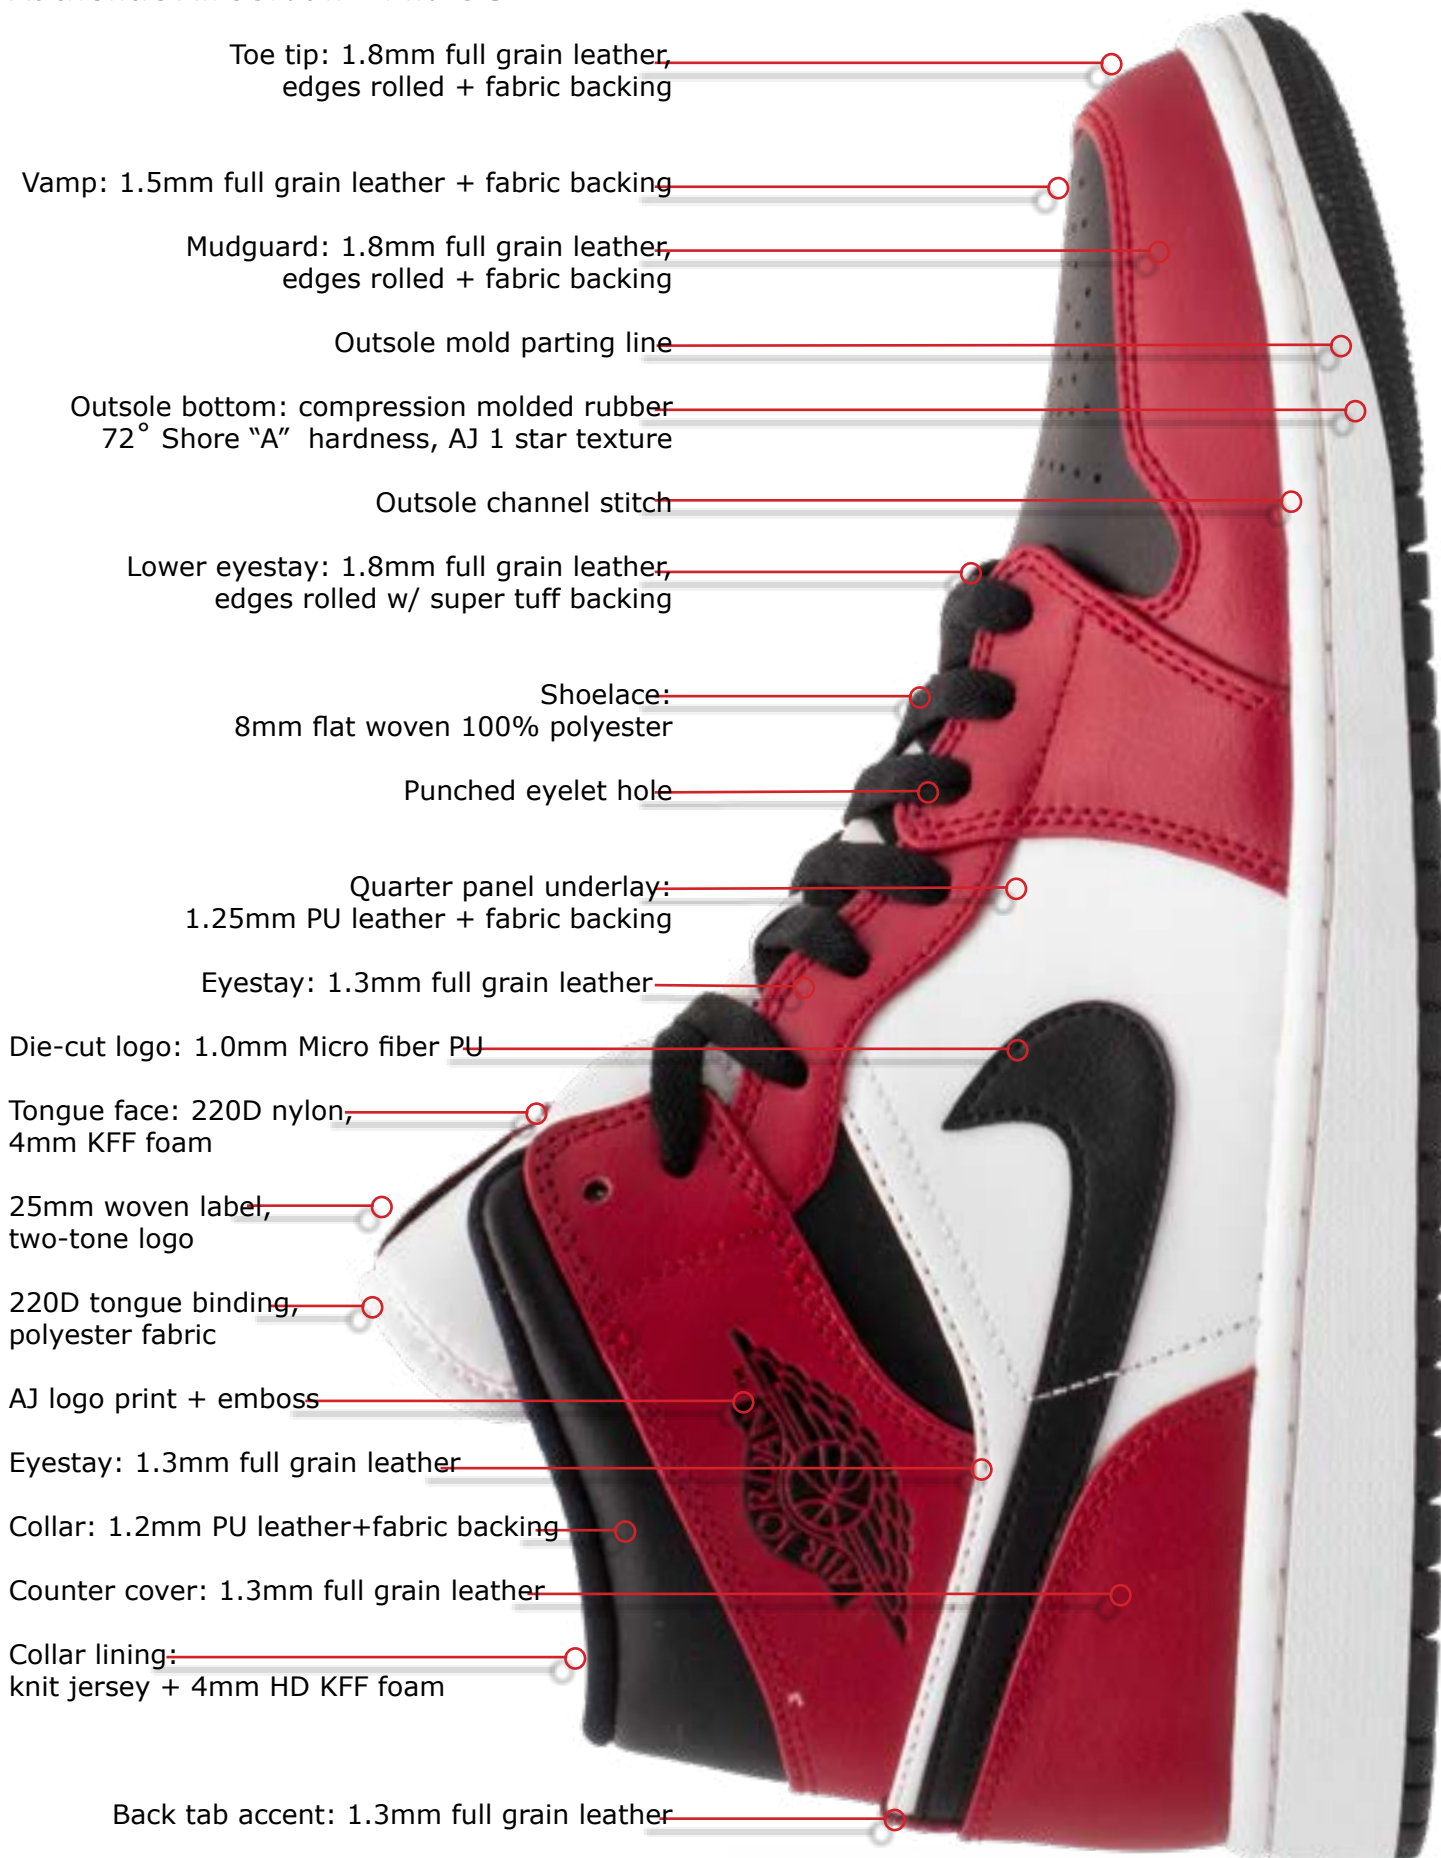 Toe tip: 1.8mm full grain leather,
edges rolled + fabric backing
Vamp: 1.5mm full grain leather + fabric backing
Mudguard: 1.8mm full grain leather,
edges rolled + fabric backing
Outsole mold parting line
Outsole bottom: compression molded rubber
72˚ Shore “A”  hardness, AJ 1 star texture
Outsole channel stitch
Lower eyestay: 1.8mm full grain leather,
edges rolled w/ super tuff backing
Shoelace:
8mm flat woven 100% polyester
Punched eyelet hole
Quarter panel underlay:
1.25mm PU leather + fabric backing
Eyestay: 1.3mm full grain leather
Die-cut logo: 1.0mm Micro fiber PU
Tongue face: 220D nylon,
4mm KFF foam
25mm woven label,
two-tone logo
220D tongue binding,
polyester fabric
AJ logo print + emboss
Eyestay: 1.3mm full grain leather
Collar: 1.2mm PU leather+fabric backing
Counter cover: 1.3mm full grain leather
Collar lining:
knit jersey + 4mm HD KFF foam
Back tab accent: 1.3mm full grain leather
AIR JORDAN